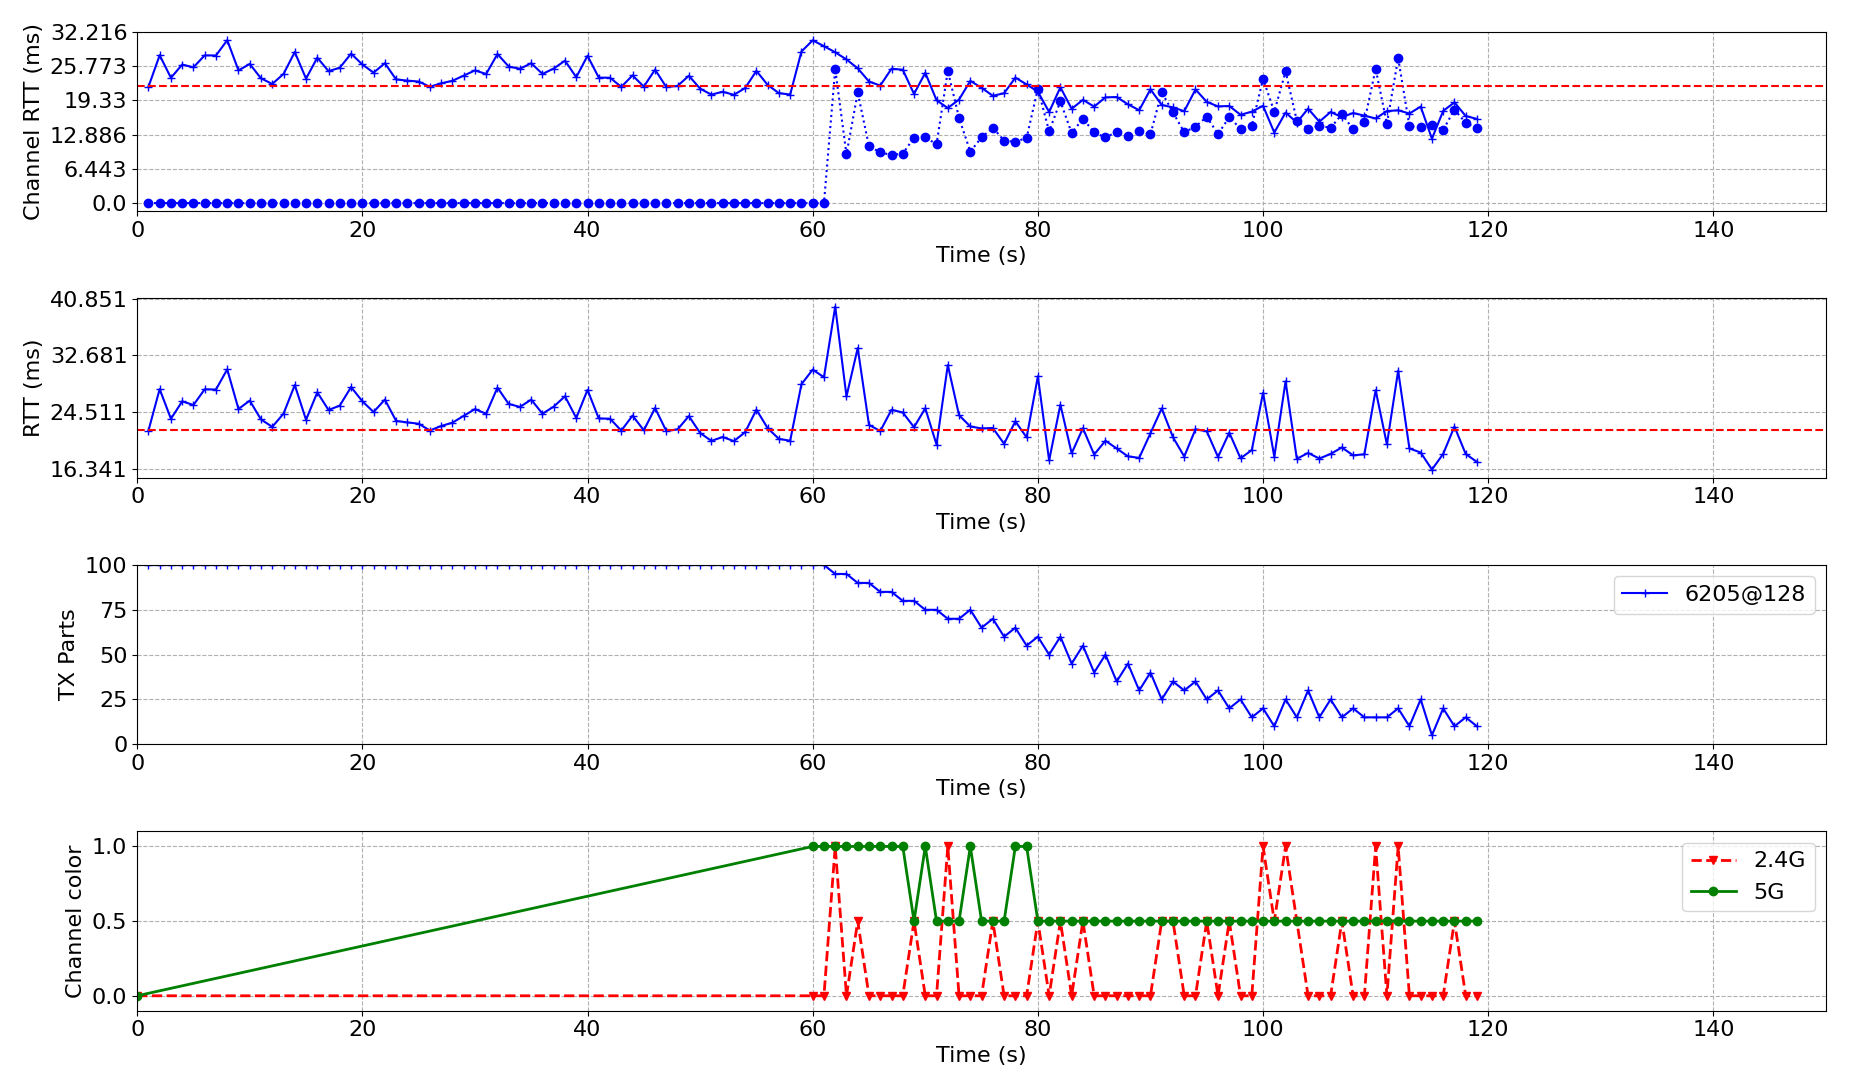 Channel RTT (ms)
32.216
25.773
19.33
12.886
6.443
0.0
0 20 40 60 80 100 120 140
Time (s)
RTT (ms)
40.851
32.681
24.511
16.341
0 20 40 60 80 100 120 140
Time (s)
TX Parts
100
75
50
25
0
6205@128
0 20 40 60 80 100 120 140
Time (s)
Channel color
1.0
0.5
0.0
2.4G
5G
0 20 40 60 80 100 120 140
Time (s)